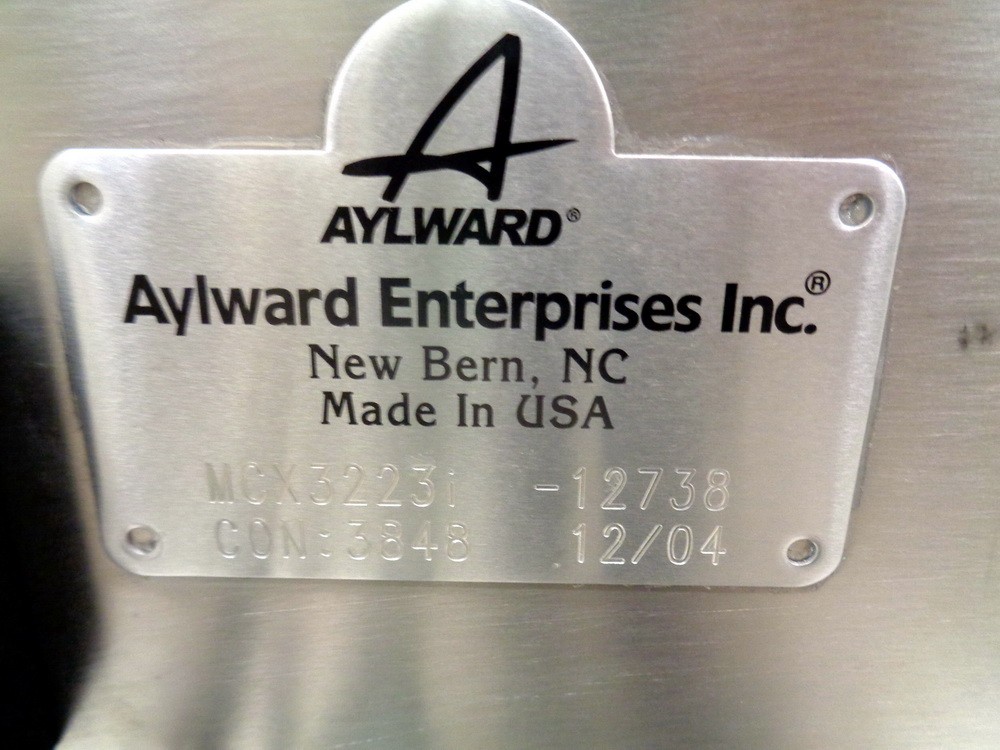 AYLWARD®
Aylward Enterprises Inc.®
New Bern, NC
Made In USA
MCX3223i -12738
CON:3848 12/04